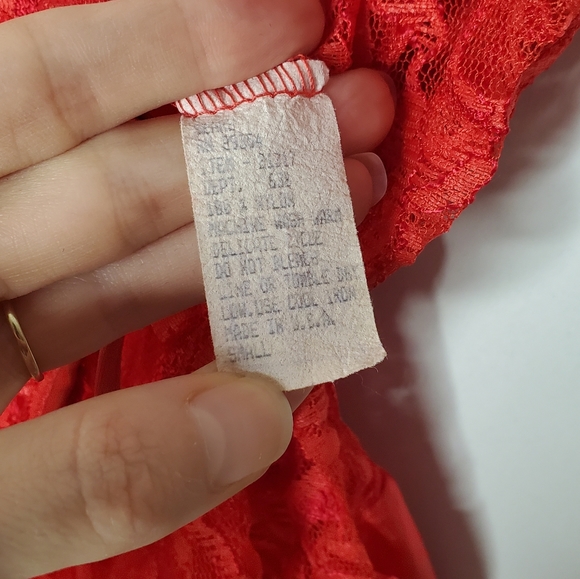 ITEM - 
DEPT. 
100 % NYLON
MACHINE WASH WARM
DELICATE CYCLE
DO NOT BLEACH
LINE OR TUMBLE DRY
LOW.USE COOL IRON
MADE IN U.S.A.
SMALL